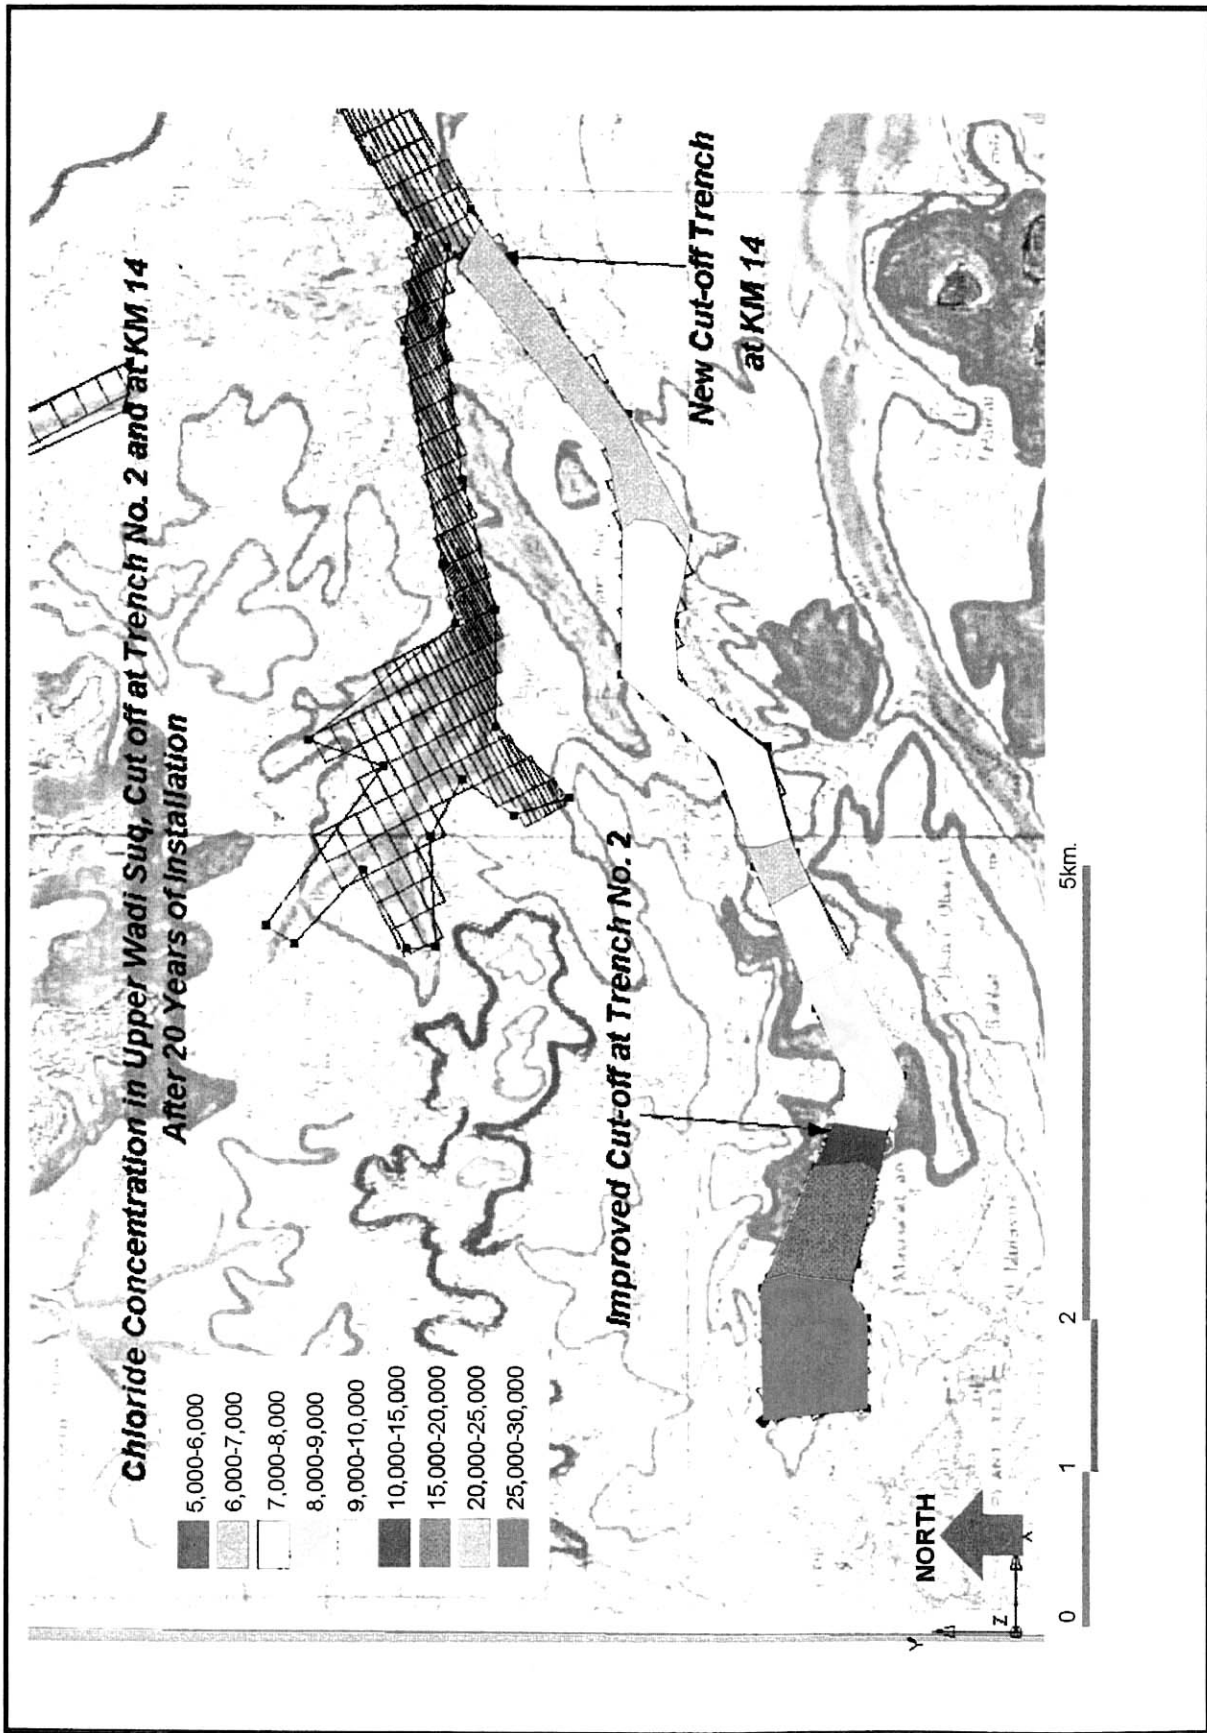 Chloride Concentration in Upper Wadi Suq, Cut off at Trench No. 2 and at KM 14
After 20 Years of Installation
5,000-6,000
6,000-7,000
7,000-8,000
8,000-9,000
9,000-10,000
10,000-15,000
15,000-20,000
20,000-25,000
25,000-30,000
Improved Cut-off at Trench No. 2
New Cut-off Trench
at KM 14
NORTH
Y
Z
X
0
1
2
5km.